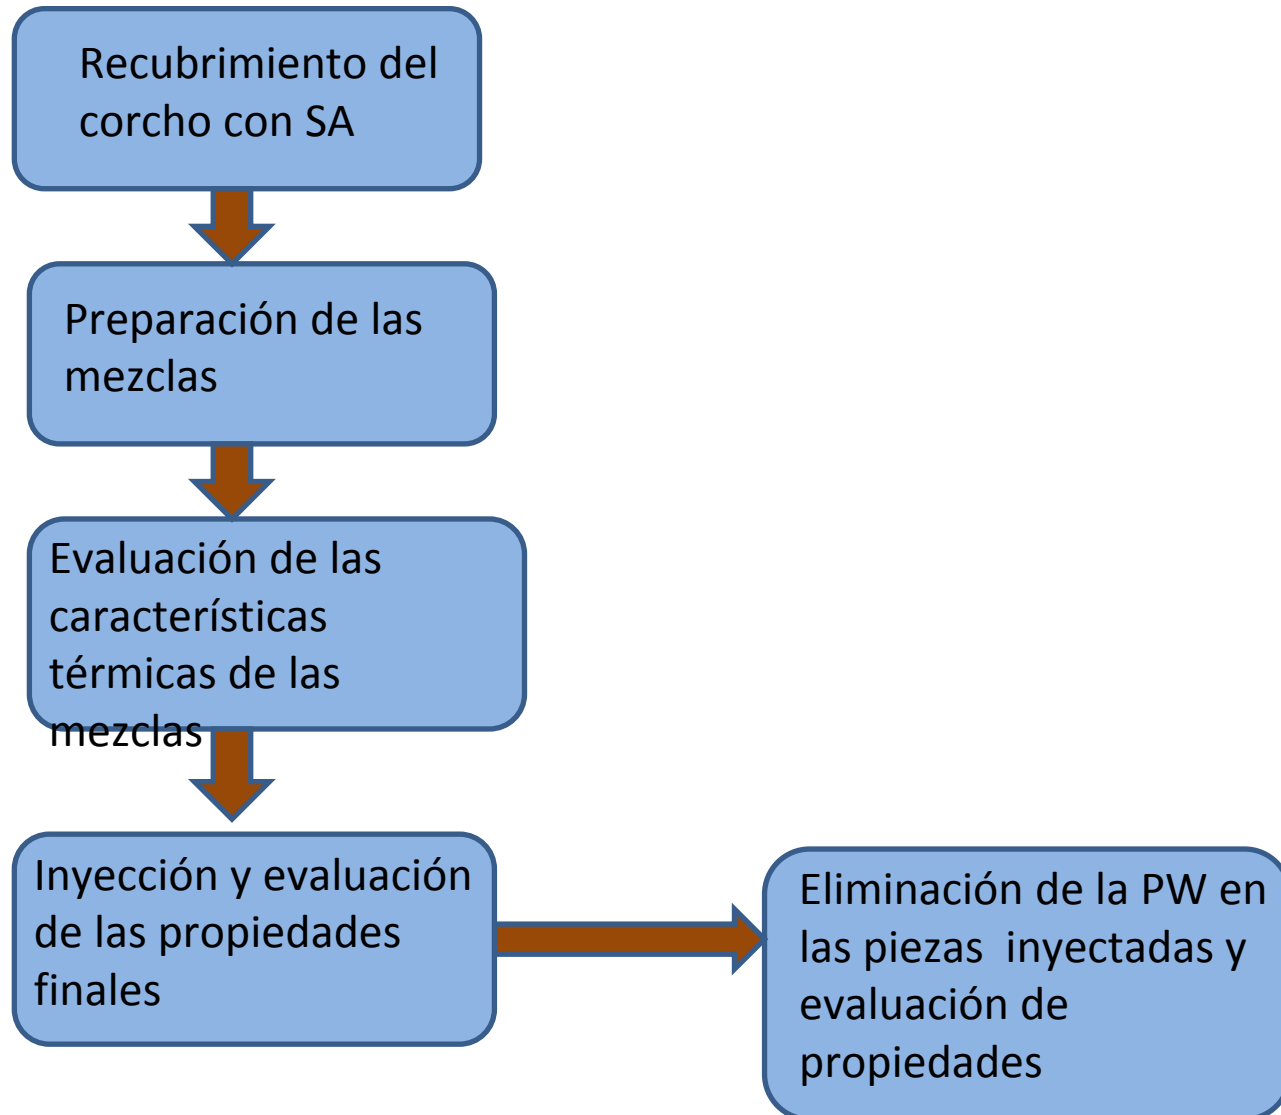 Recubrimiento del
corcho con SA
Preparación de las
mezclas
Evaluación de las
características
térmicas de las
mezclas
Inyección y evaluación
de las propiedades
finales
Eliminación de la PW en
las piezas  inyectadas y
evaluación de
propiedades